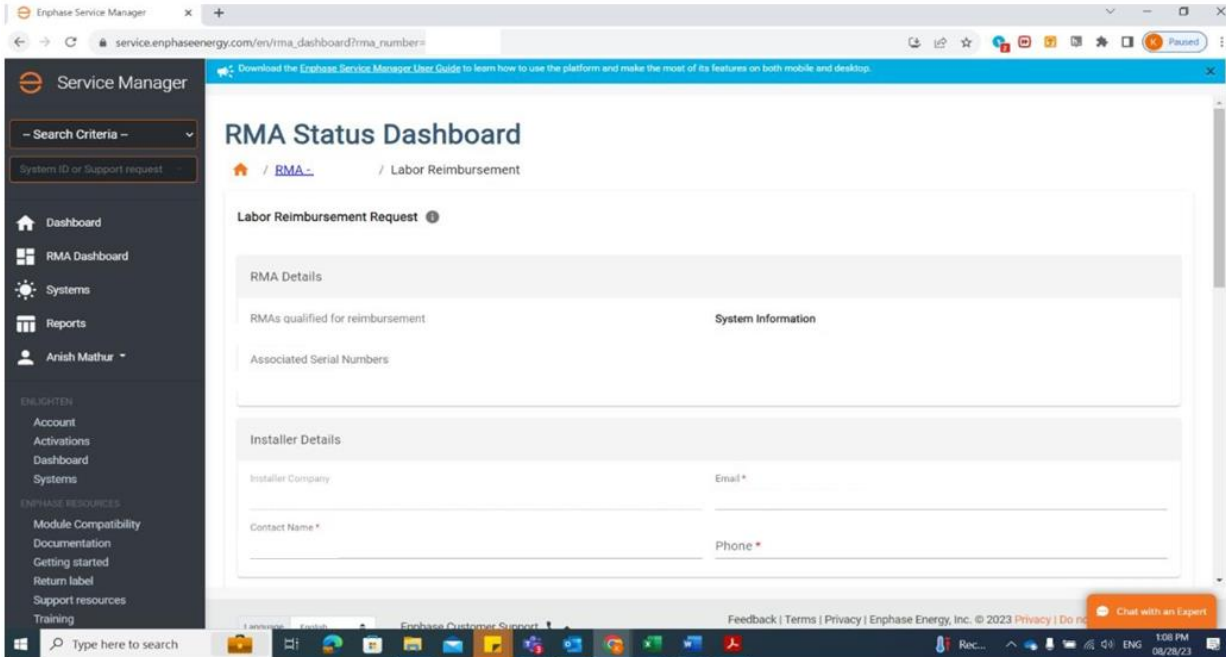 Enphase Service Manager
service.enphaseenergy.com/en/rma_dashboard?rma_number=
K Paused
Service Manager
Download the Enphase Service Manager User Guide to learn how to use the platform and make the most of its features on both mobile and desktop.
-- Search Criteria --
System ID or Support request
Dashboard
RMA Dashboard
Systems
Reports
Anish Mathur
ENLIGHTEN
Account
Activations
Dashboard
Systems
ENPHASE RESOURCES
Module Compatibility
Documentation
Getting started
Return label
Support resources
Training
RMA Status Dashboard
/ RMA - / Labor Reimbursement
Labor Reimbursement Request
RMA Details
RMAs qualified for reimbursement
System Information
Associated Serial Numbers
Installer Details
Installer Company
Email *
Contact Name *
Phone *
Language English
Enphase Customer Support
Feedback | Terms | Privacy | Enphase Energy, Inc. © 2023 Privacy | Do
Chat with an Expert
Type here to search
Rec...
ENG
1:08 PM
08/28/23